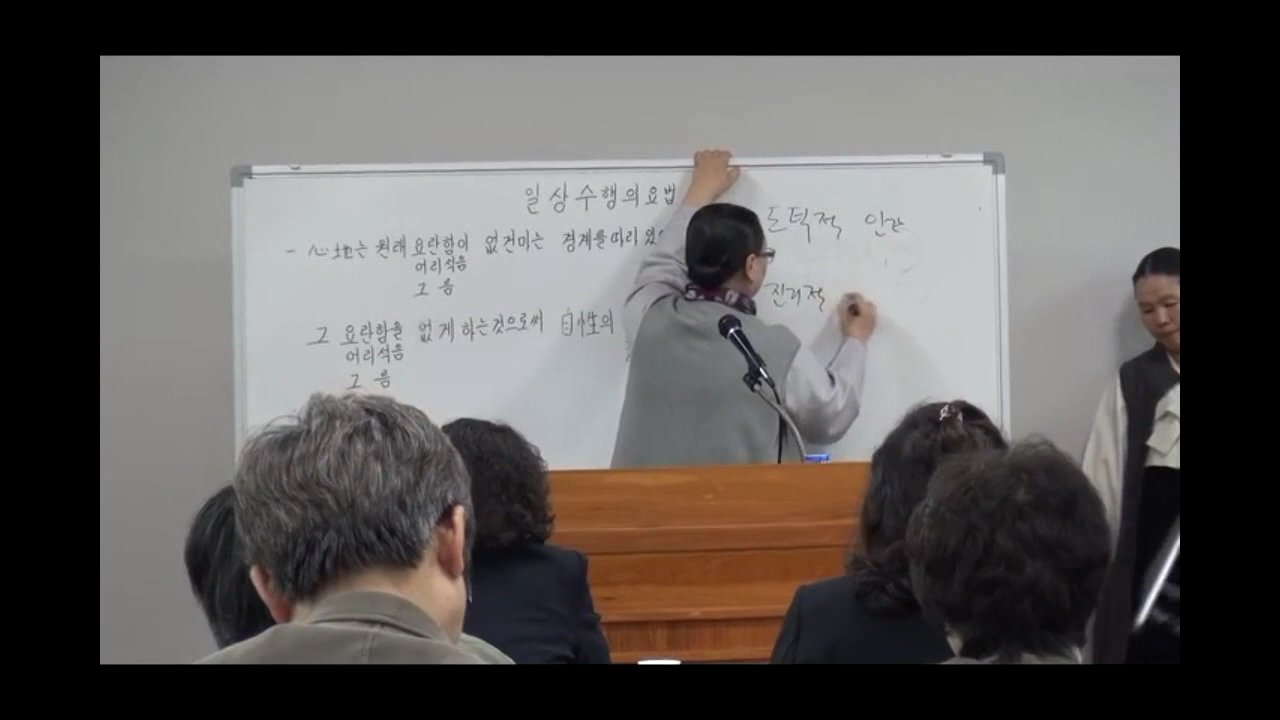 일상수행의요법
- 心地는 원래 요란함이 없건마는 경계를 따라 있
어리석음
그름
그 요란함을 없게 하는것으로써 自性의
어리석음
그름
도덕적 인간
진리적